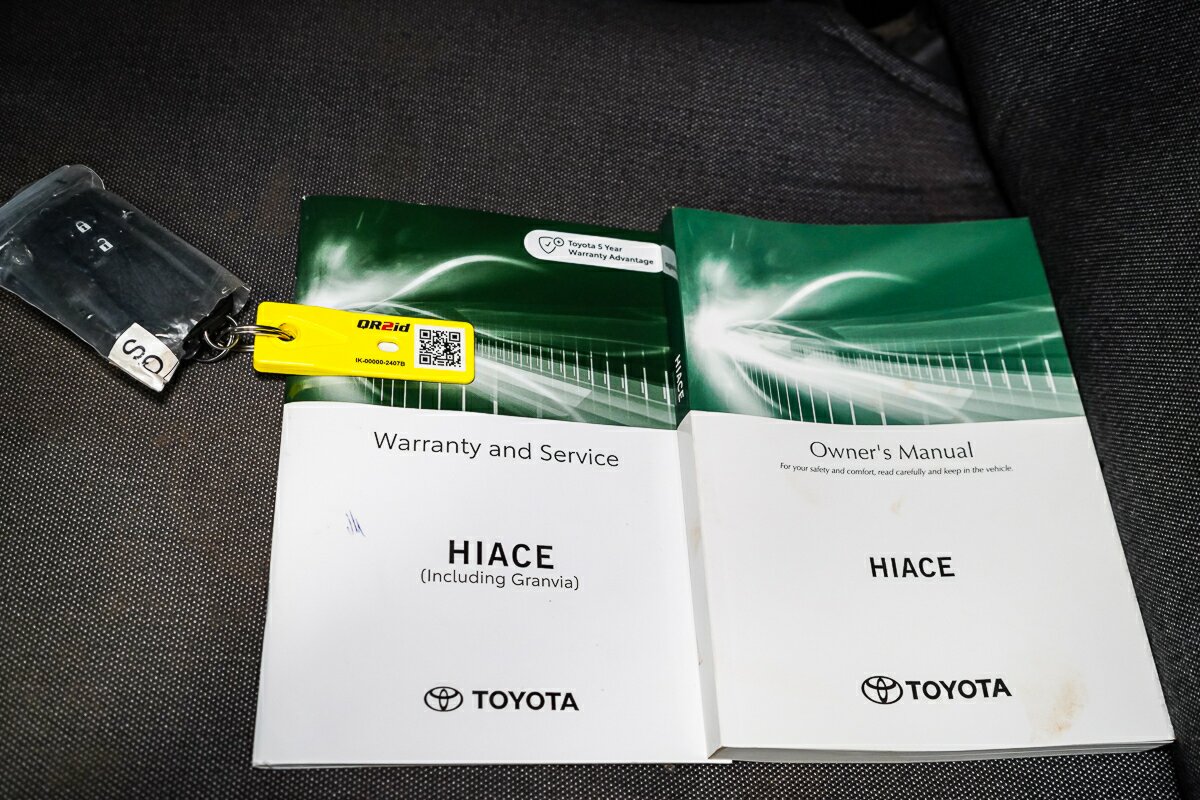 SO
QR2id
IK-00000-2407B
Toyota 5 Year
Warranty Advantage
Warranty and Service
HIACE
(Including Granvia)
TOYOTA
HIACE
Owner's Manual
For your safety and comfort, read carefully and keep in the vehicle.
HIACE
TOYOTA